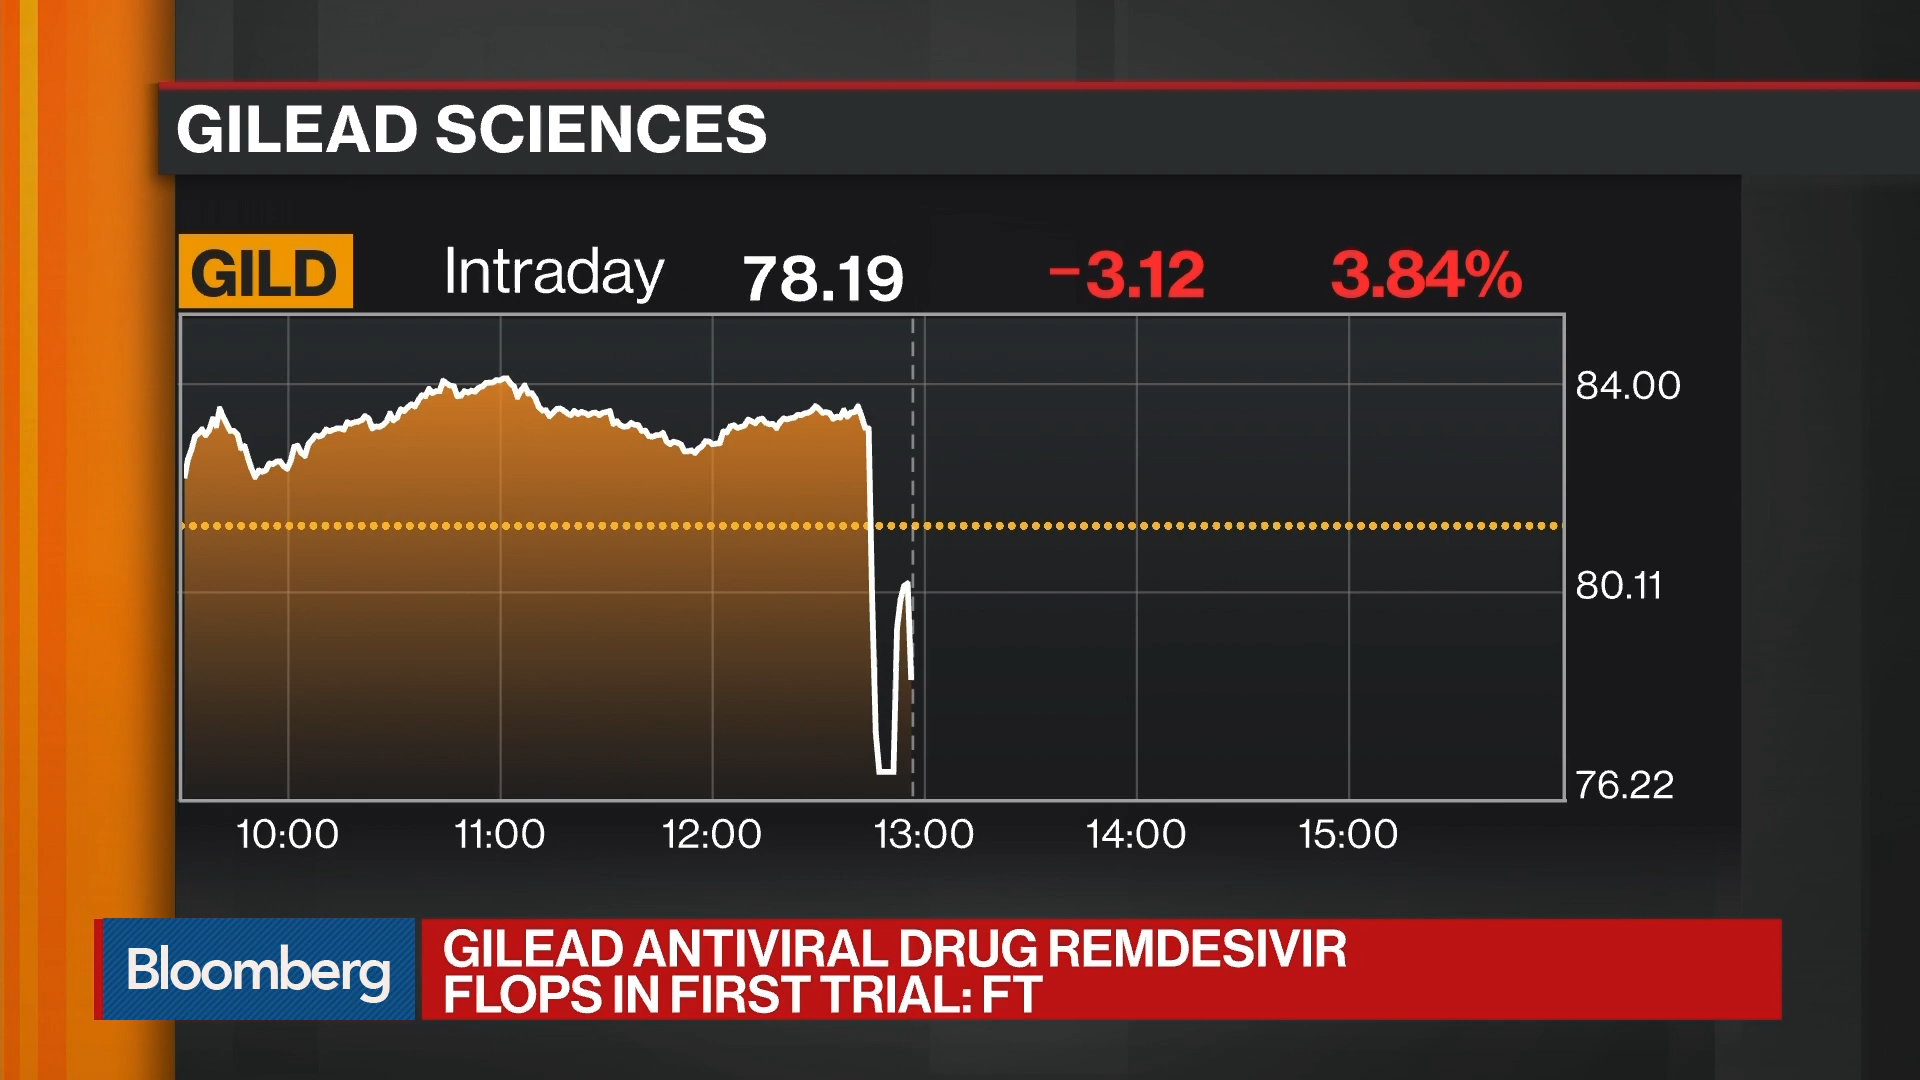 GILEAD SCIENCES
GILD Intraday 78.19 -3.12 3.84%
84.00
80.11
76.22
10:00 11:00 12:00 13:00 14:00 15:00
Bloomberg
GILEAD ANTIVIRAL DRUG REMDESIVIR
FLOPS IN FIRST TRIAL: FT